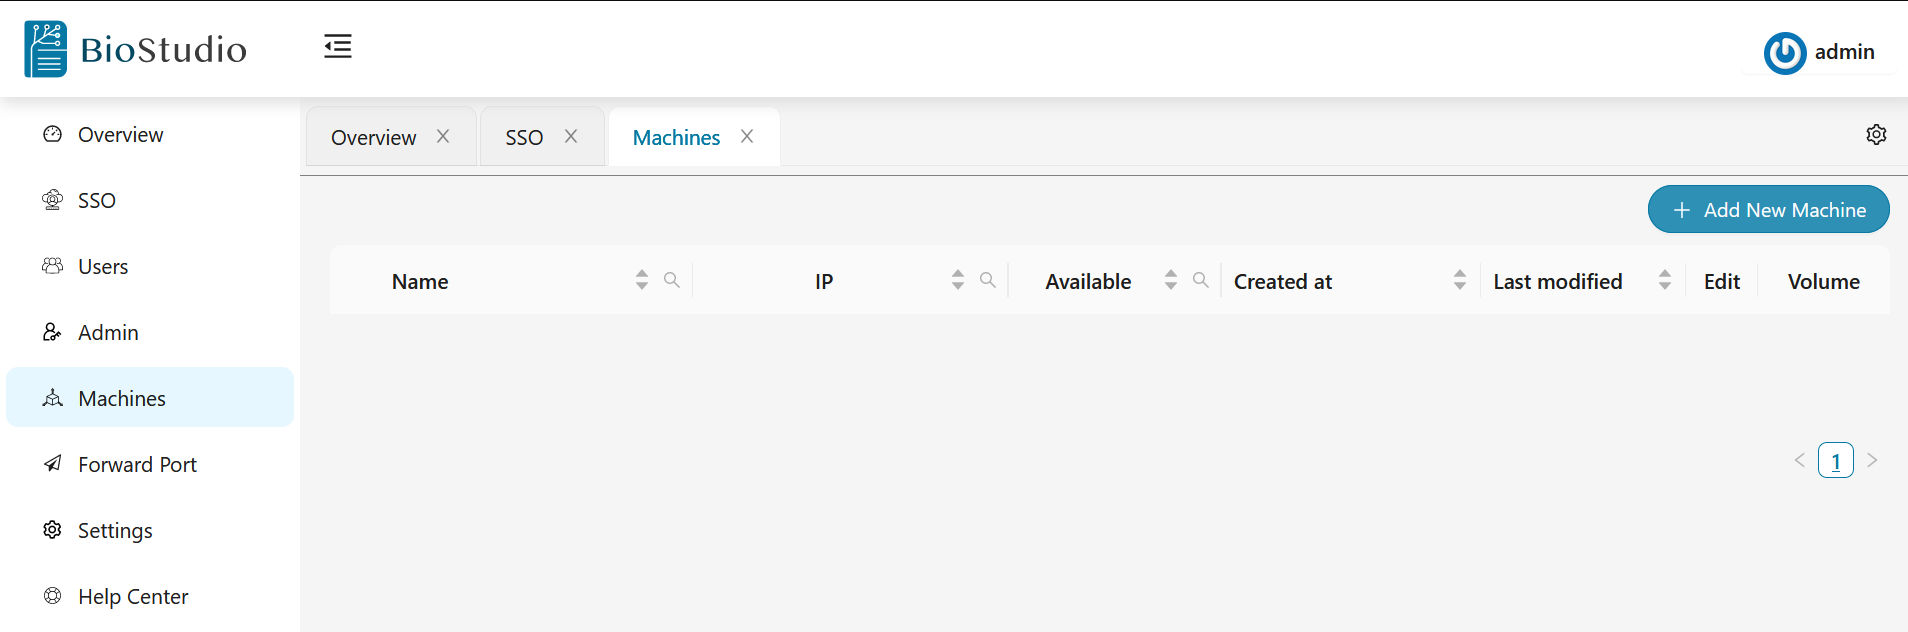 BioStudio
admin
Overview
SSO
Users
Admin
Machines
Forward Port
Settings
Help Center
Overview SSO Machines
Add New Machine
Name IP Available Created at Last modified Edit Volume
1